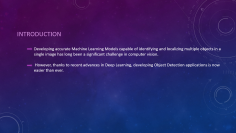 INTRODUCTION
Developing accurate Machine Learning Models capable of identifying and localizing multiple objects in a
single image has long been a significant challenge in computer vision.
However, thanks to recent advances in Deep Learning, developing Object Detection applications is now
easier than ever.